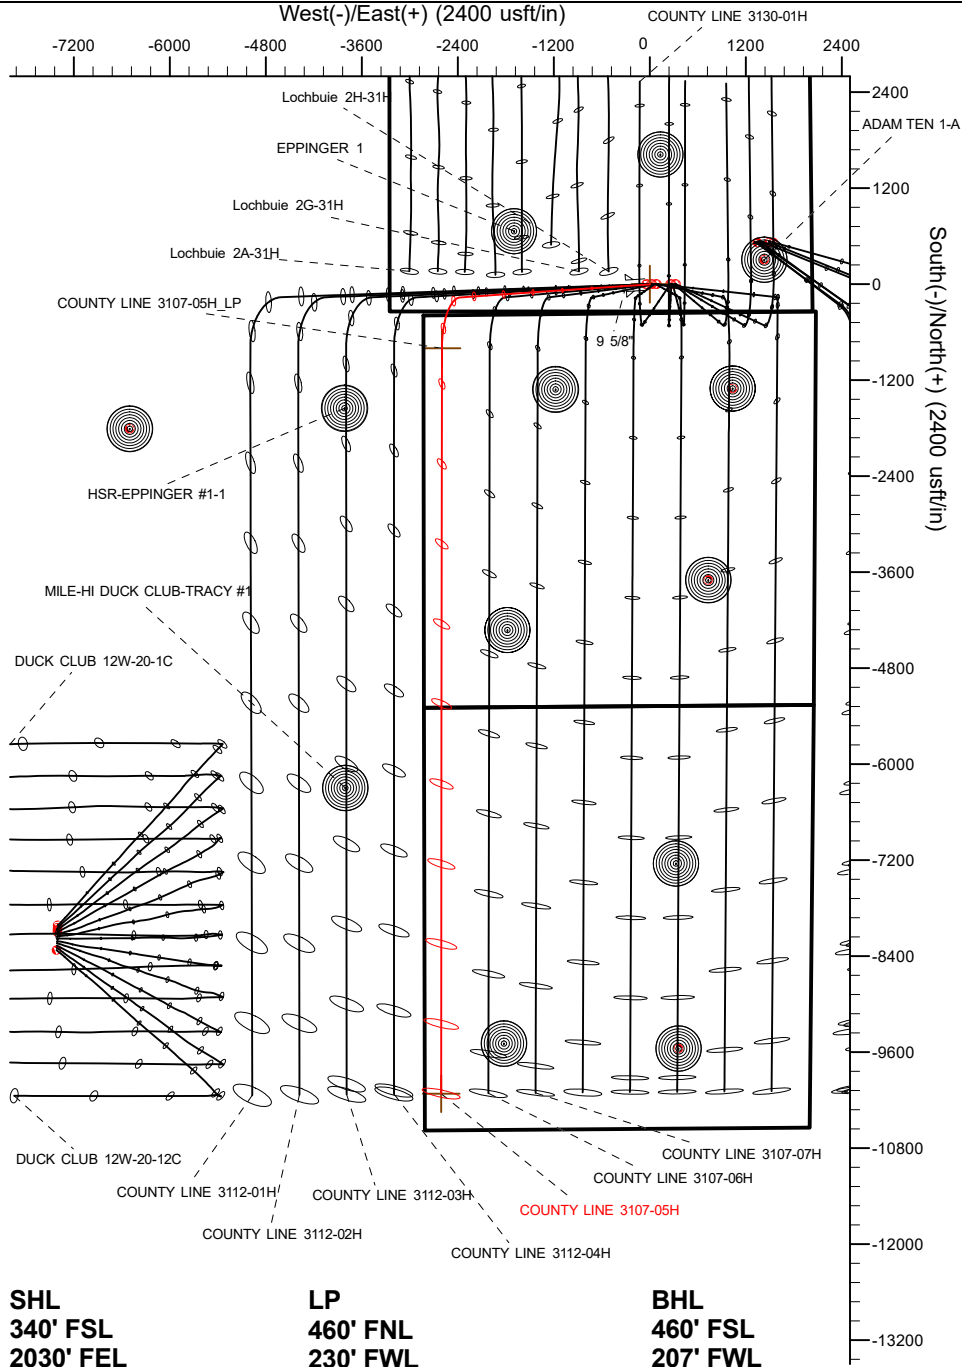 West(-)/East(+) (2400 usft/in)
COUNTY LINE 3130-01H
-7200 -6000 -4800 -3600 -2400 -1200 0 1200 2400
Lochbuie 2H-31H
2400
ADAM TEN 1-A
EPPINGER 1
1200
Lochbuie 2G-31H
Lochbuie 2A-31H
South(-)/North(+) (2400 usft/in)
0
COUNTY LINE 3107-05H_LP
9 5/8"
-1200
-2400
HSR-EPPINGER #1-1
-3600
MILE-HI DUCK CLUB-TRACY #1
DUCK CLUB 12W-20-1C
-4800
-6000
-7200
-8400
-9600
-10800
DUCK CLUB 12W-20-12C
COUNTY LINE 3107-07H
COUNTY LINE 3107-06H
COUNTY LINE 3112-01H
COUNTY LINE 3112-03H
COUNTY LINE 3107-05H
COUNTY LINE 3112-02H
COUNTY LINE 3112-04H
-12000
-13200
SHL
340' FSL
2030' FEL
LP
460' FNL
230' FWL
BHL
460' FSL
207' FWL